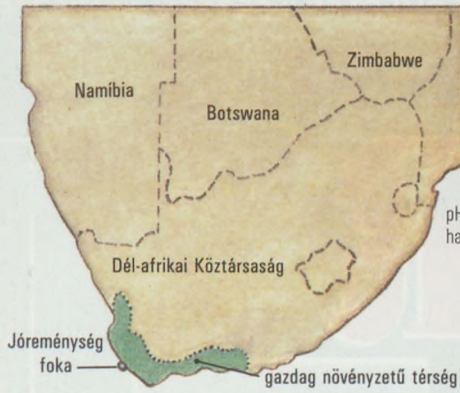 Namíbia
Botswana
Zimbabwe
Dél-afrikai Köztársaság
Jóreménység
foka
gazdag növényzetű térség